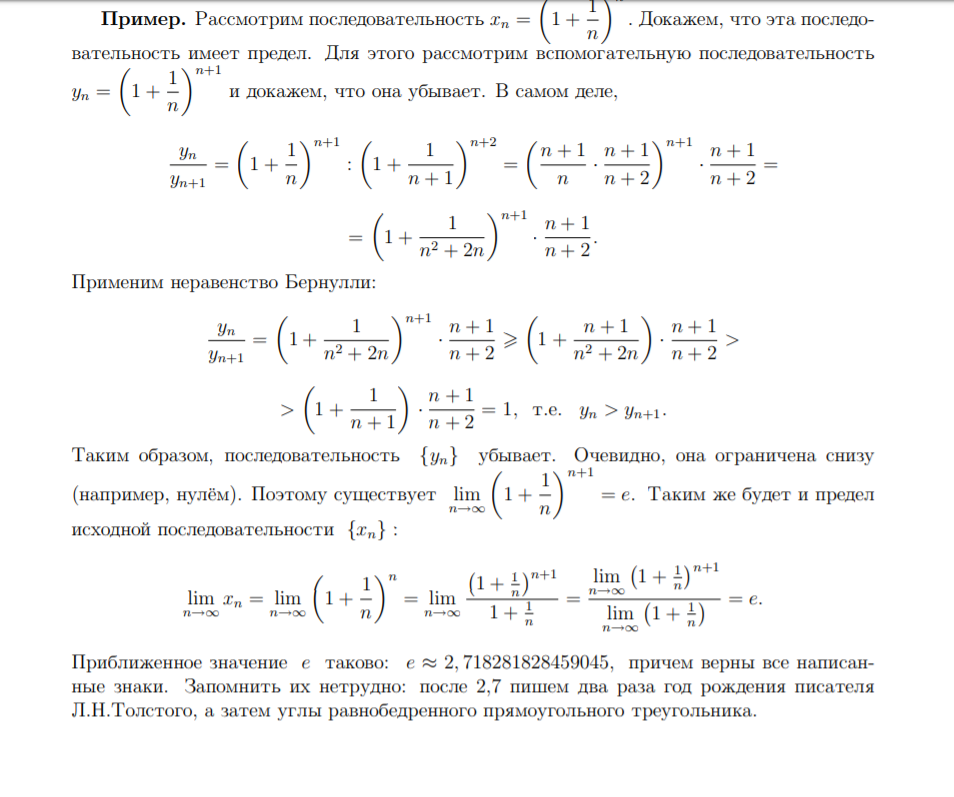 Пример. Рассмотрим последовательность $x_n = \left(1 + \frac{1}{n}\right)^n$. Докажем, что эта последо-
вательность имеет предел. Для этого рассмотрим вспомогательную последовательность
$y_n = \left(1 + \frac{1}{n}\right)^{n+1}$ и докажем, что она убывает. В самом деле,
$\frac{y_n}{y_{n+1}} = \left(1 + \frac{1}{n}\right)^{n+1} : \left(1 + \frac{1}{n+1}\right)^{n+2} = \left(\frac{n+1}{n} \cdot \frac{n+1}{n+2}\right)^{n+1} \cdot \frac{n+1}{n+2} =$
$= \left(1 + \frac{1}{n^2+2n}\right)^{n+1} \cdot \frac{n+1}{n+2}.$
Применим неравенство Бернулли:
$\frac{y_n}{y_{n+1}} = \left(1 + \frac{1}{n^2+2n}\right)^{n+1} \cdot \frac{n+1}{n+2} \geqslant \left(1 + \frac{n+1}{n^2+2n}\right) \cdot \frac{n+1}{n+2} >$
$> \left(1 + \frac{1}{n+1}\right) \cdot \frac{n+1}{n+2} = 1,$ т.е. $y_n > y_{n+1}.$
Таким образом, последовательность $\{y_n\}$ убывает. Очевидно, она ограничена снизу
(например, нулём). Поэтому существует $\lim_{n\to\infty} \left(1 + \frac{1}{n}\right)^{n+1} = e.$ Таким же будет и предел
исходной последовательности $\{x_n\}$ :
$\lim_{n\to\infty} x_n = \lim_{n\to\infty} \left(1 + \frac{1}{n}\right)^n = \lim_{n\to\infty} \frac{\left(1 + \frac{1}{n}\right)^{n+1}}{1 + \frac{1}{n}} = \frac{\lim_{n\to\infty} \left(1 + \frac{1}{n}\right)^{n+1}}{\lim_{n\to\infty} \left(1 + \frac{1}{n}\right)} = e.$
Приближенное значение $e$ таково: $e \approx 2,718281828459045,$ причем верны все написан-
ные знаки. Запомнить их нетрудно: после 2,7 пишем два раза год рождения писателя
Л.Н.Толстого, а затем углы равнобедренного прямоугольного треугольника.